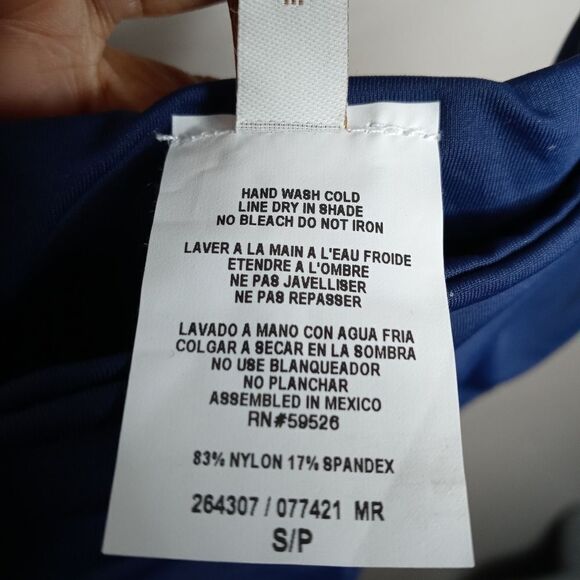 HAND WASH COLD
LINE DRY IN SHADE
NO BLEACH DO NOT IRON
LAVER A LA MAIN A L'EAU FROIDE
ETENDRE A L'OMBRE
NE PAS JAVELLISER
NE PAS REPASSER
LAVADO A MANO CON AGUA FRIA
COLGAR A SECAR EN LA SOMBRA
NO USE BLANQUEADOR
NO PLANCHAR
ASSEMBLED IN MEXICO
RN#59526
83% NYLON 17% SPANDEX
264307 / 077421 MR
S/P